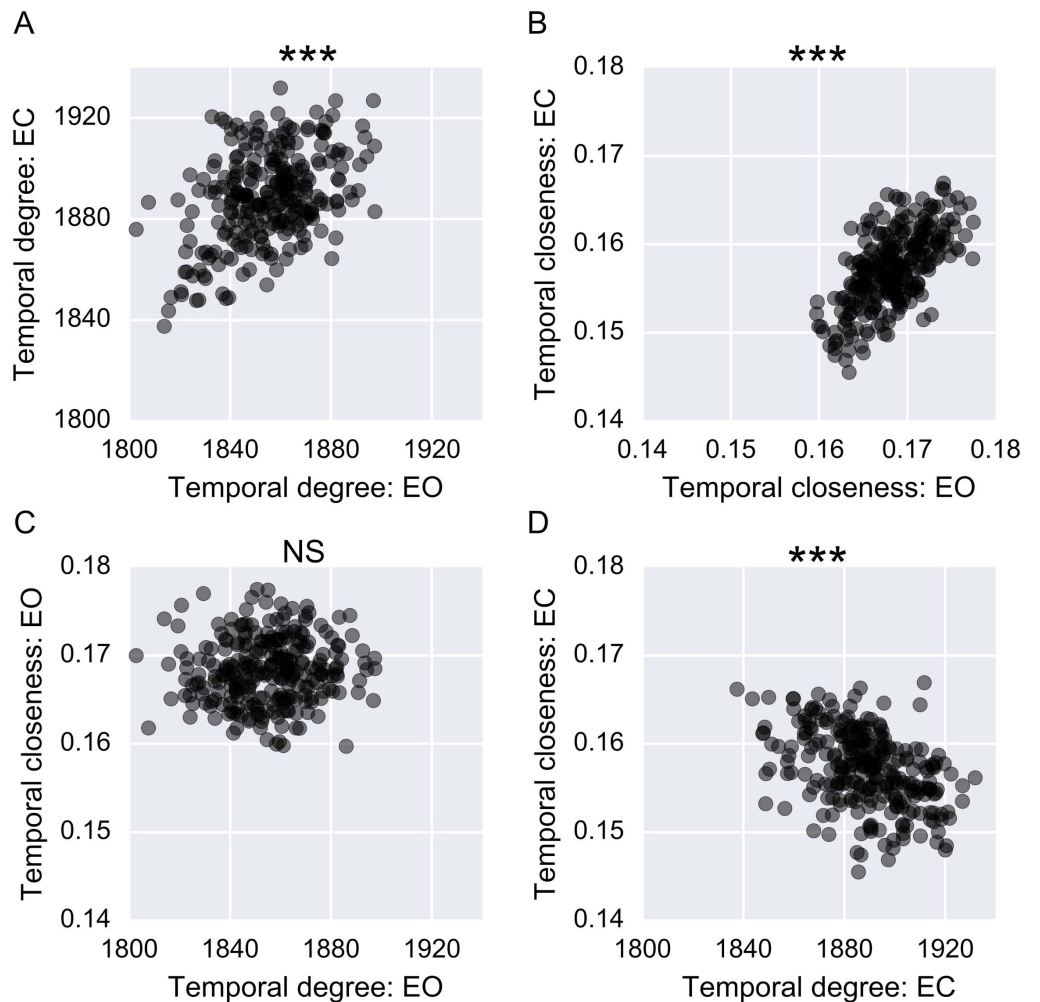 A
***
Temporal degree: EC
1920
1880
1840
1800
1800 1840 1880 1920
Temporal degree: EO
B
***
Temporal closeness: EC
0.18
0.17
0.16
0.15
0.14
0.14 0.15 0.16 0.17 0.18
Temporal closeness: EO
C
NS
Temporal closeness: EO
0.18
0.17
0.16
0.15
0.14
1800 1840 1880 1920
Temporal degree: EO
D
***
Temporal closeness: EC
0.18
0.17
0.16
0.15
0.14
1800 1840 1880 1920
Temporal degree: EC